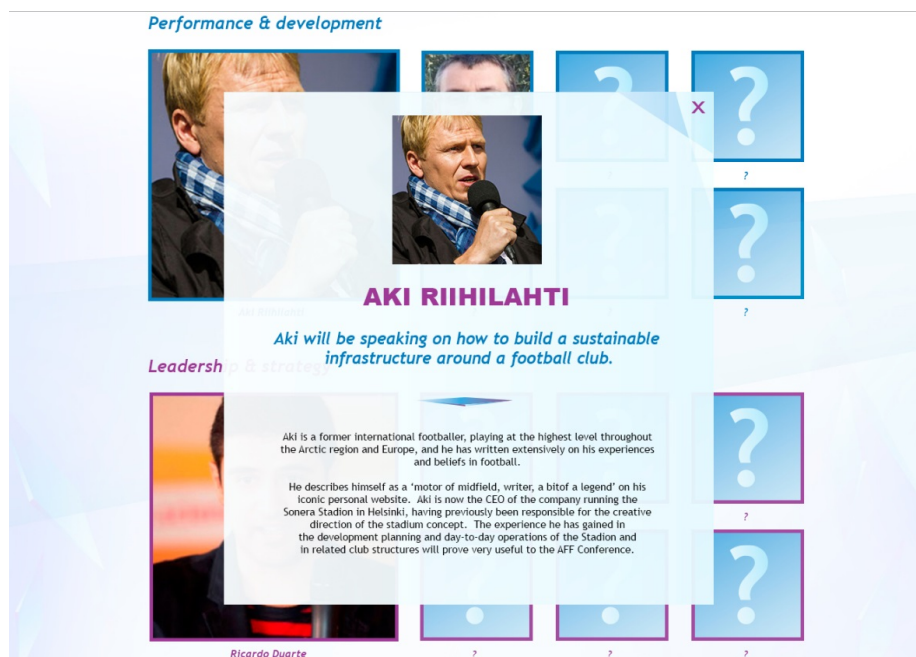 Performance & development
?
?
X
?
?
?
AKI RIIHILAHTI
Aki Riihilahti
?
Aki will be speaking on how to build a sustainable
infrastructure around a football club.
Leadership & strategy
Aki is a former international footballer, playing at the highest level throughout
the Arctic region and Europe, and he has written extensively on his experiences
and beliefs in football.
He describes himself as a ‘motor of midfield, writer, a bitof a legend’ on his
iconic personal website.  Aki is now the CEO of the company running the
Sonera Stadion in Helsinki, having previously been responsible for the creative
direction of the stadium concept.  The experience he has gained in
the development planning and day-to-day operations of the Stadion and
in related club structures will prove very useful to the AFF Conference.
?
?
?
?
?
Ricardo Duarte
?
?
?